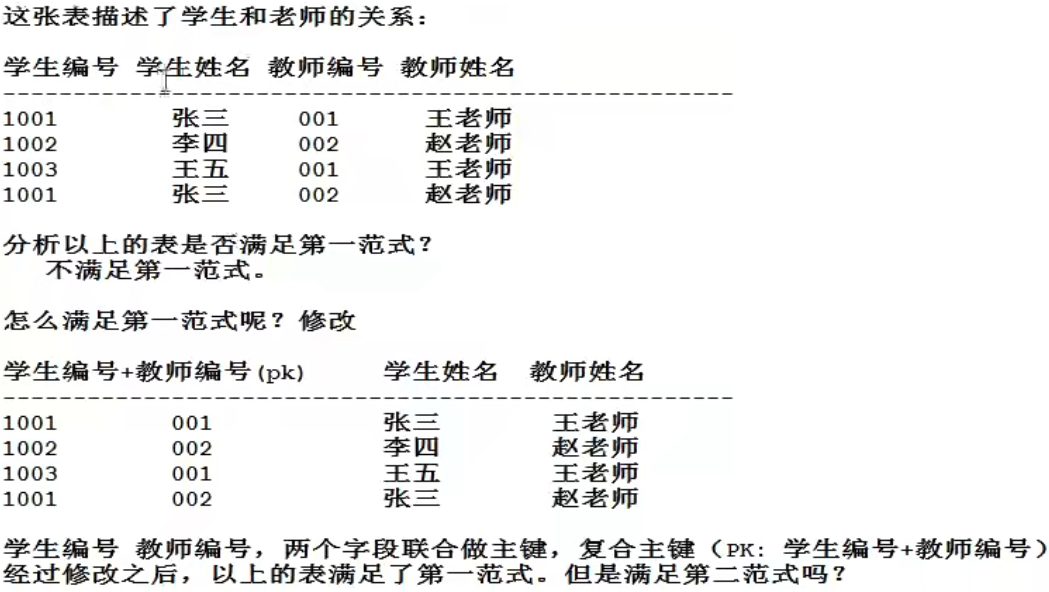 这张表描述了学生和老师的关系：
学生编号 学生姓名 教师编号 教师姓名
----------------------------------------------------
1001 张三 001 王老师
1002 李四 002 赵老师
1003 王五 001 王老师
1001 张三 002 赵老师
分析以上的表是否满足第一范式？
不满足第一范式。
怎么满足第一范式呢？修改
学生编号+教师编号(pk) 学生姓名 教师姓名
----------------------------------------------------
1001 001 张三 王老师
1002 002 李四 赵老师
1003 001 王五 王老师
1001 002 张三 赵老师
学生编号 教师编号，两个字段联合做主键，复合主键（PK: 学生编号+教师编号）
经过修改之后，以上的表满足了第一范式。但是满足第二范式吗？